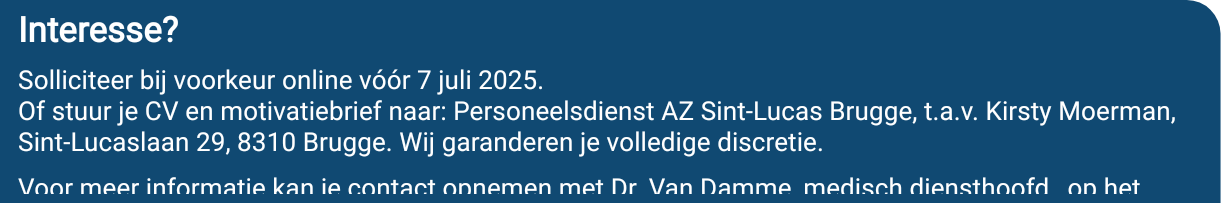 Interesse?
Solliciteer bij voorkeur online vóór 7 juli 2025.
Of stuur je CV en motivatiebrief naar: Personeelsdienst AZ Sint-Lucas Brugge, t.a.v. Kirsty Moerman,
Sint-Lucaslaan 29, 8310 Brugge. Wij garanderen je volledige discretie.
Voor meer informatie kan je contact opnemen met Dr. Van Damme, medisch diensthoofd , op het